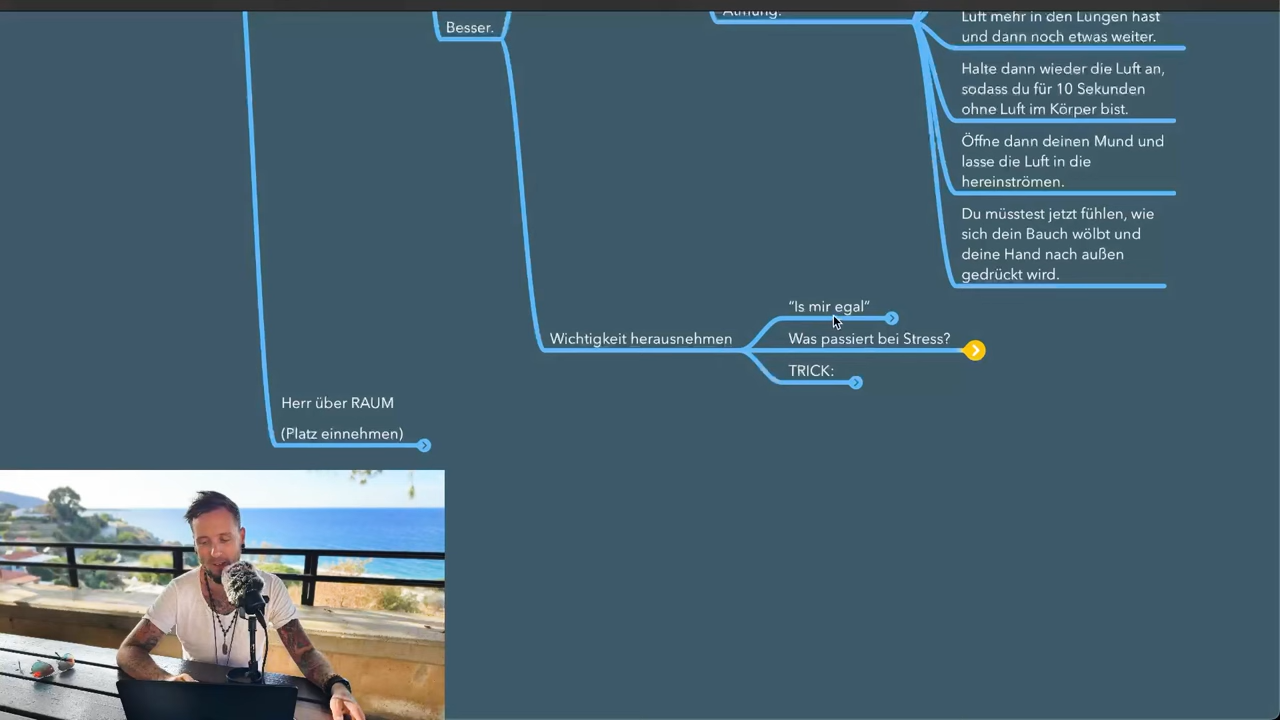 Besser.
Atmung:
Luft mehr in den Lungen hast
und dann noch etwas weiter.
Halte dann wieder die Luft an,
sodass du für 10 Sekunden
ohne Luft im Körper bist.
Öffne dann deinen Mund und
lasse die Luft in die
hereinströmen.
Du müsstest jetzt fühlen, wie
sich dein Bauch wölbt und
deine Hand nach außen
gedrückt wird.
“Is mir egal”
Wichtigkeit herausnehmen
Was passiert bei Stress?
TRICK:
Herr über RAUM
(Platz einnehmen)